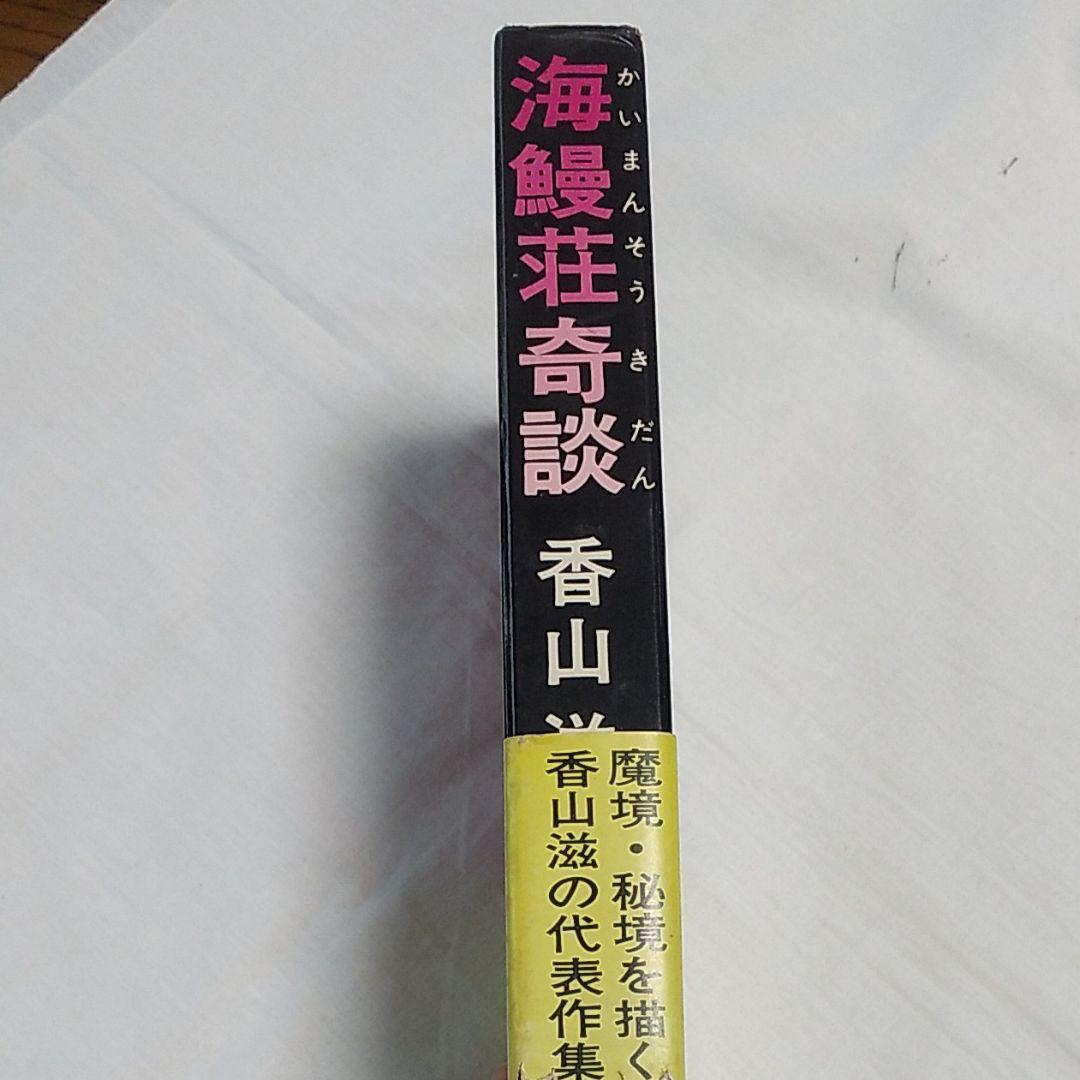 海鰻荘奇談
かいまんそうきだん
香山滋
魔境・秘境を描く
香山滋の代表作集